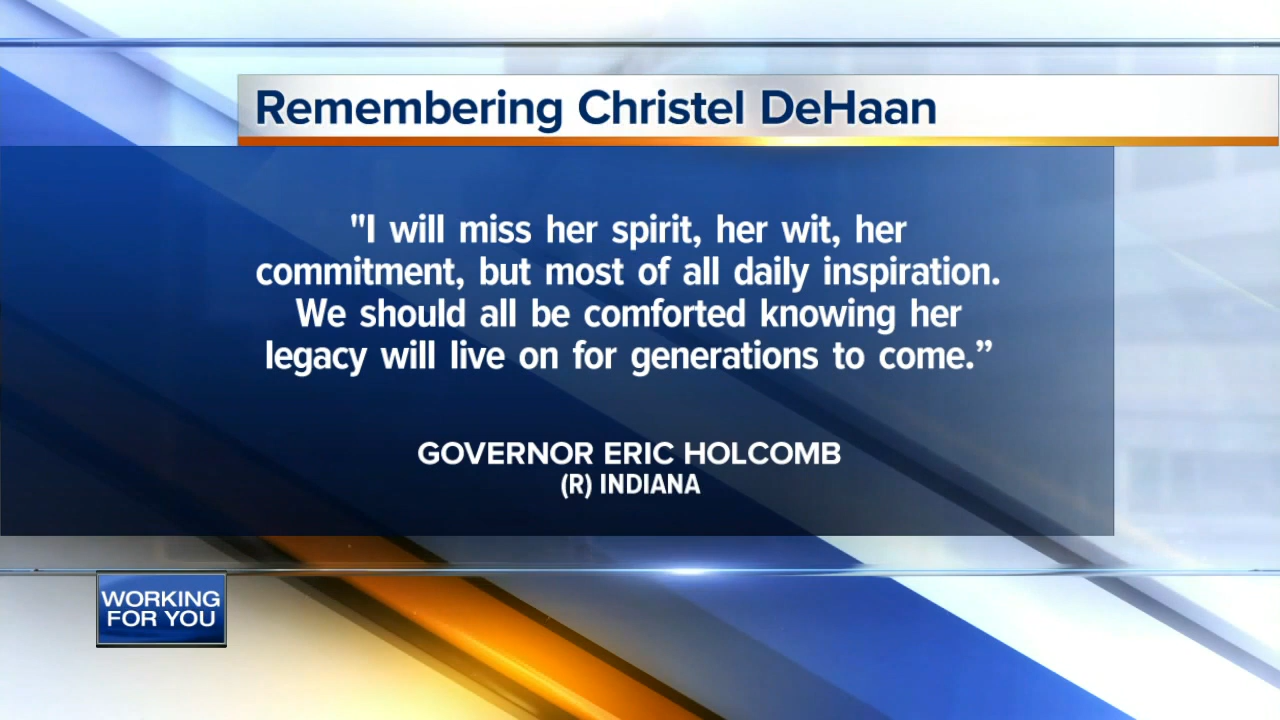 Remembering Christel DeHaan
"I will miss her spirit, her wit, her
commitment, but most of all daily inspiration.
We should all be comforted knowing her
legacy will live on for generations to come.”
GOVERNOR ERIC HOLCOMB
(R) INDIANA
WORKING
FOR YOU